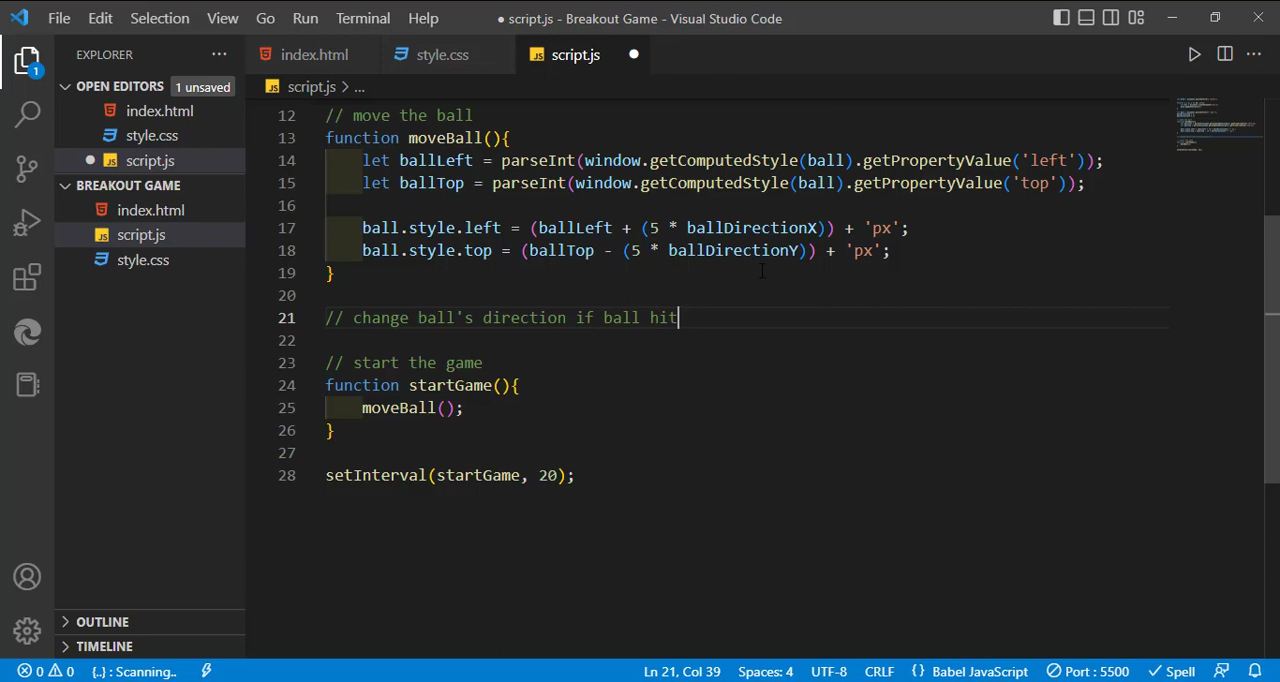 File Edit Selection View Go Run Terminal Help ● script.js - Breakout Game - Visual Studio Code
EXPLORER ··· index.html style.css script.js ●
OPEN EDITORS 1 unsaved
index.html
style.css
● script.js
BREAKOUT GAME
index.html
script.js
style.css
OUTLINE
TIMELINE
1
script.js > ...
12 // move the ball
13 function moveBall(){
14 let ballLeft = parseInt(window.getComputedStyle(ball).getPropertyValue('left'));
15 let ballTop = parseInt(window.getComputedStyle(ball).getPropertyValue('top'));
16
17 ball.style.left = (ballLeft + (5 * ballDirectionX)) + 'px';
18 ball.style.top = (ballTop - (5 * ballDirectionY)) + 'px';
19 }
20
21 // change ball's direction if ball hit
22
23 // start the game
24 function startGame(){
25 moveBall();
26 }
27
28 setInterval(startGame, 20);
0 0 {..} : Scanning.. Ln 21, Col 39 Spaces: 4 UTF-8 CRLF {} Babel JavaScript Port : 5500 Spell